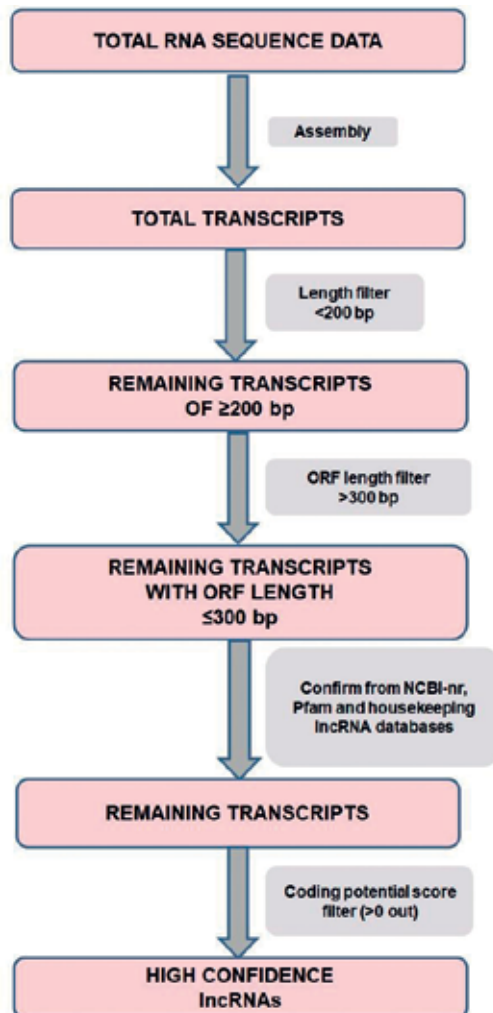 TOTAL RNA SEQUENCE DATA
Assembly
TOTAL TRANSCRIPTS
Length filter
<200 bp
REMAINING TRANSCRIPTS
OF ≥200 bp
ORF length filter
>300 bp
REMAINING TRANSCRIPTS
WITH ORF LENGTH
≤300 bp
Confirm from NCBI-nr,
Pfam and housekeeping
lncRNA databases
REMAINING TRANSCRIPTS
Coding potential score
filter (>0 out)
HIGH CONFIDENCE
lncRNAs